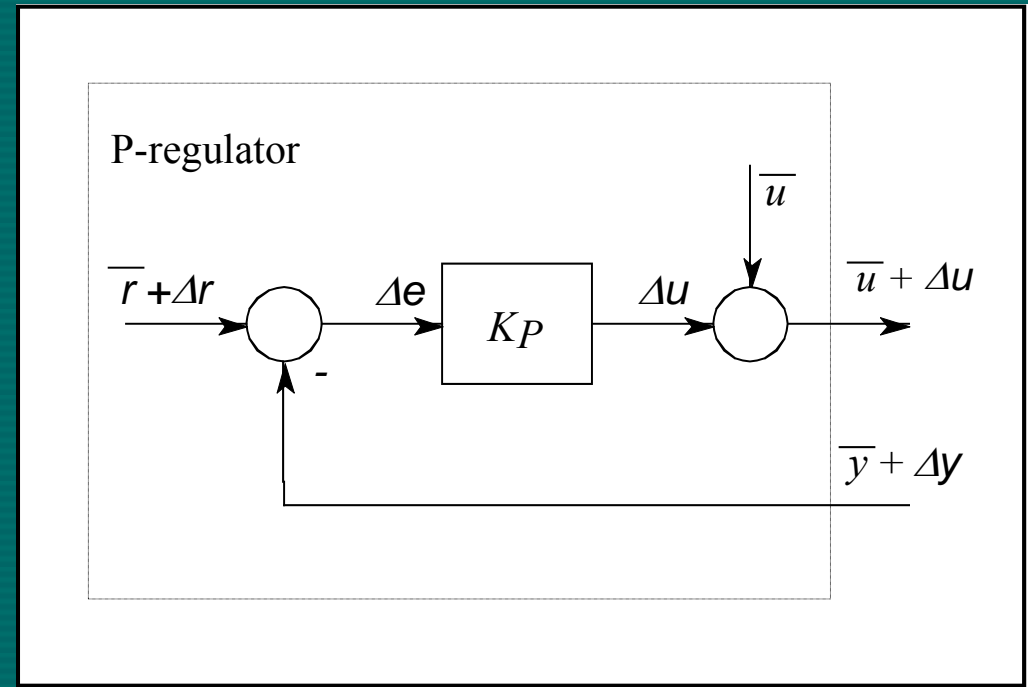 P-regulator
u̅
r̅ +Δr
Δe
K_P
Δu
u̅ + Δu
-
y̅ + Δy